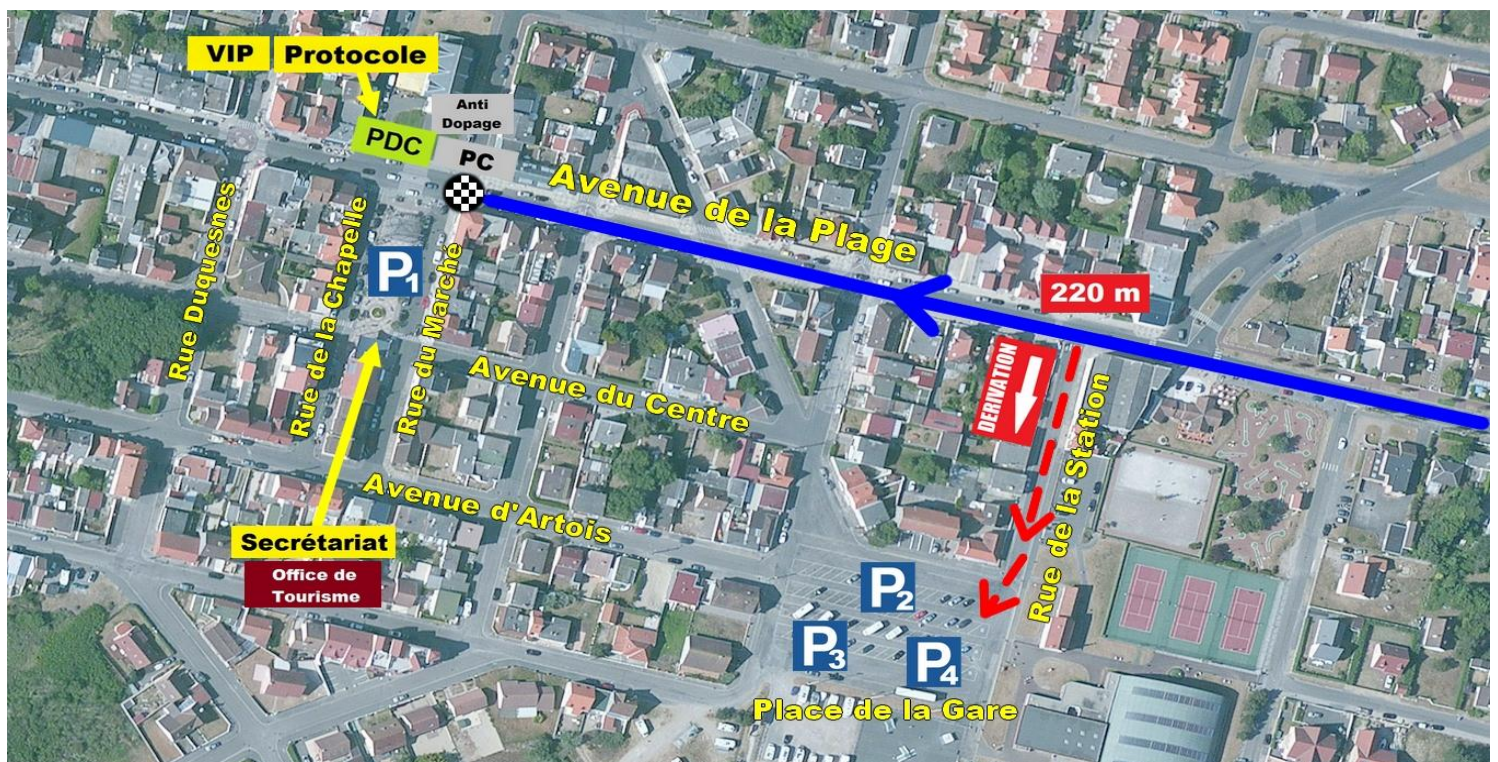 VIP
Protocole
Anti
Dopage
PDC
PC
Avenue de la Plage
Rue Duquesnes
Rue de la Chapelle
P1
Rue du Marché
220 m
DERIVATION
Avenue du Centre
Rue de la Station
Avenue d'Artois
Secrétariat
Office de
Tourisme
P2
P3
P4
Place de la Gare